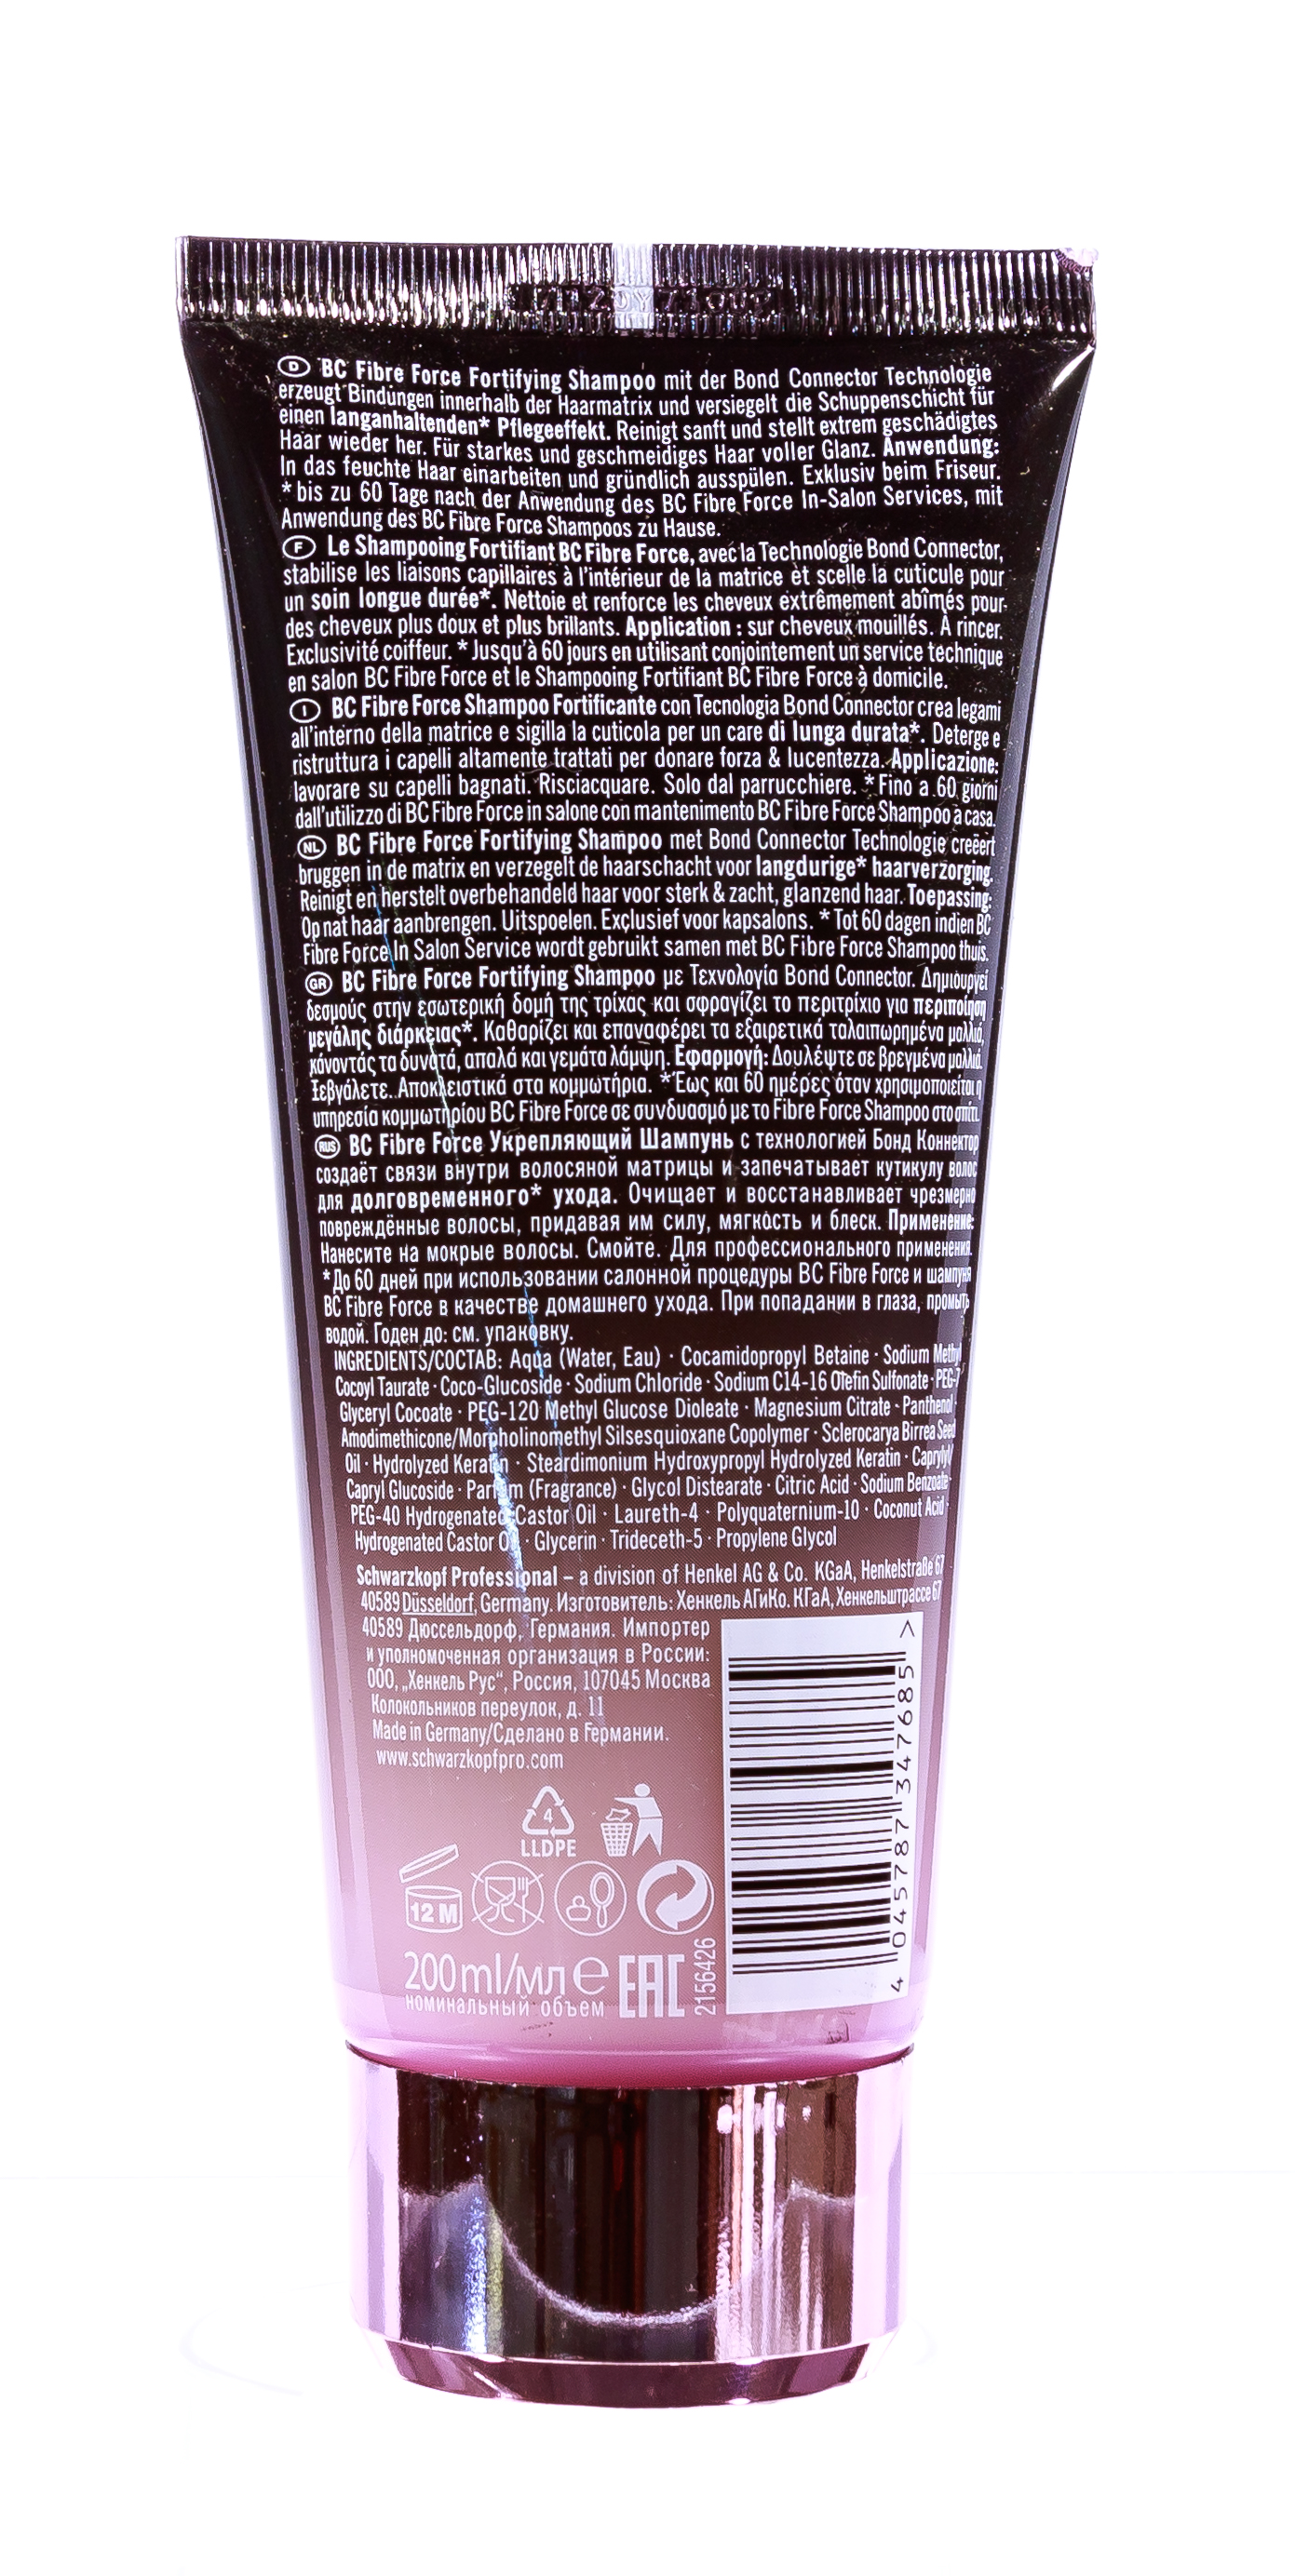 D BC Fibre Force Fortifying Shampoo mit der Bond Connector Technologie
erzeugt Bindungen innerhalb der Haarmatrix und versiegelt die Schuppenschicht für
einen langanhaltenden* Pflegeeffekt. Reinigt sanft und stellt extrem geschädigtes
Haar wieder her. Für starkes und geschmeidiges Haar voller Glanz. Anwendung:
In das feuchte Haar einarbeiten und gründlich ausspülen. Exklusiv beim Friseur.
* bis zu 60 Tage nach der Anwendung des BC Fibre Force In-Salon Services, mit
Anwendung des BC Fibre Force Shampoos zu Hause.
F Le Shampooing Fortifiant BC Fibre Force, avec la Technologie Bond Connector,
stabilise les liaisons capillaires à l'intérieur de la matrice et scelle la cuticule pour
un soin longue durée*. Nettoie et renforce les cheveux extrêmement abîmés pour
des cheveux plus doux et plus brillants. Application : sur cheveux mouillés. À rincer.
Exclusivité coiffeur. * Jusqu'à 60 jours en utilisant conjointement un service technique
en salon BC Fibre Force et le Shampooing Fortifiant BC Fibre Force à domicile.
I BC Fibre Force Shampoo Fortificante con Tecnologia Bond Connector crea legami
all'interno della matrice e sigilla la cuticola per un care di lunga durata*. Deterge e
ristruttura i capelli altamente trattati per donare forza & lucentezza. Applicazione:
lavorare su capelli bagnati. Risciacquare. Solo dal parrucchiere. * Fino a 60 giorni
dall'utilizzo di BC Fibre Force in salone con mantenimento BC Fibre Force Shampoo a casa.
NL BC Fibre Force Fortifying Shampoo met Bond Connector Technologie creëert
bruggen in de matrix en verzegelt de haarschacht voor langdurige* haarverzorging.
Reinigt en herstelt overbehandeld haar voor sterk & zacht, glanzend haar. Toepassing:
Op nat haar aanbrengen. Uitspoelen. Exclusief voor kapsalons. * Tot 60 dagen indien BC
Fibre Force In Salon Service wordt gebruikt samen met BC Fibre Force Shampoo thuis.
GR BC Fibre Force Fortifying Shampoo με Τεχνολογία Bond Connector. Δημιουργεί
δεσμούς στην εσωτερική δομή της τρίχας και σφραγίζει το περιτρίχιο για περιποίηση
μεγάλης διάρκειας*. Καθαρίζει και επαναφέρει τα εξαιρετικά ταλαιπωρημένα μαλλιά,
κάνοντάς τα δυνατά, απαλά και γεμάτα λάμψη. Εφαρμογή: Δουλέψτε σε βρεγμένα μαλλιά.
Ξεβγάλετε. Αποκλειστικά στα κομμωτήρια. *Έως και 60 ημέρες όταν χρησιμοποιείται η
υπηρεσία κομμωτηρίου BC Fibre Force σε συνδυασμό με το Fibre Force Shampoo στο σπίτι.
RUS BC Fibre Force Укрепляющий Шампунь с технологией Бонд Коннектор
создаёт связи внутри волосяной матрицы и запечатывает кутикулу волос
для долговременного* ухода. Очищает и восстанавливает чрезмерно
повреждённые волосы, придавая им силу, мягкость и блеск. Применение:
Нанесите на мокрые волосы. Смойте. Для профессионального применения.
*До 60 дней при использовании салонной процедуры BC Fibre Force и шампуня
BC Fibre Force в качестве домашнего ухода. При попадании в глаза, промыть
водой. Годен до: см. упаковку.
INGREDIENTS/СОСТАВ: Aqua (Water, Eau) · Cocamidopropyl Betaine · Sodium Methyl
Cocoyl Taurate · Coco-Glucoside · Sodium Chloride · Sodium C14-16 Olefin Sulfonate · PEG-7
Glyceryl Cocoate · PEG-120 Methyl Glucose Dioleate · Magnesium Citrate · Panthenol ·
Amodimethicone/Morpholinomethyl Silsesquioxane Copolymer · Sclerocarya Birrea Seed
Oil · Hydrolyzed Keratin · Steardimonium Hydroxypropyl Hydrolyzed Keratin · Caprylyl/
Capryl Glucoside · Parfum (Fragrance) · Glycol Distearate · Citric Acid · Sodium Benzoate ·
PEG-40 Hydrogenated Castor Oil · Laureth-4 · Polyquaternium-10 · Coconut Acid ·
Hydrogenated Castor Oil · Glycerin · Trideceth-5 · Propylene Glycol
Schwarzkopf Professional – a division of Henkel AG & Co. KGaA, Henkelstraße 67
40589 Düsseldorf, Germany. Изготовитель: Хенкель АГиКо. КГаА, Хенкельштрассе 67
40589 Дюссельдорф, Германия. Импортер
и уполномоченная организация в России:
ООО, „Хенкель Рус“, Россия, 107045 Москва
Колокольников переулок, д. 11
Made in Germany/Сделано в Германии.
www.schwarzkopfpro.com
4
LLDPE
12 M
200 ml/мл e EAC
номинальный объем
2156426
4 045787 347685 >